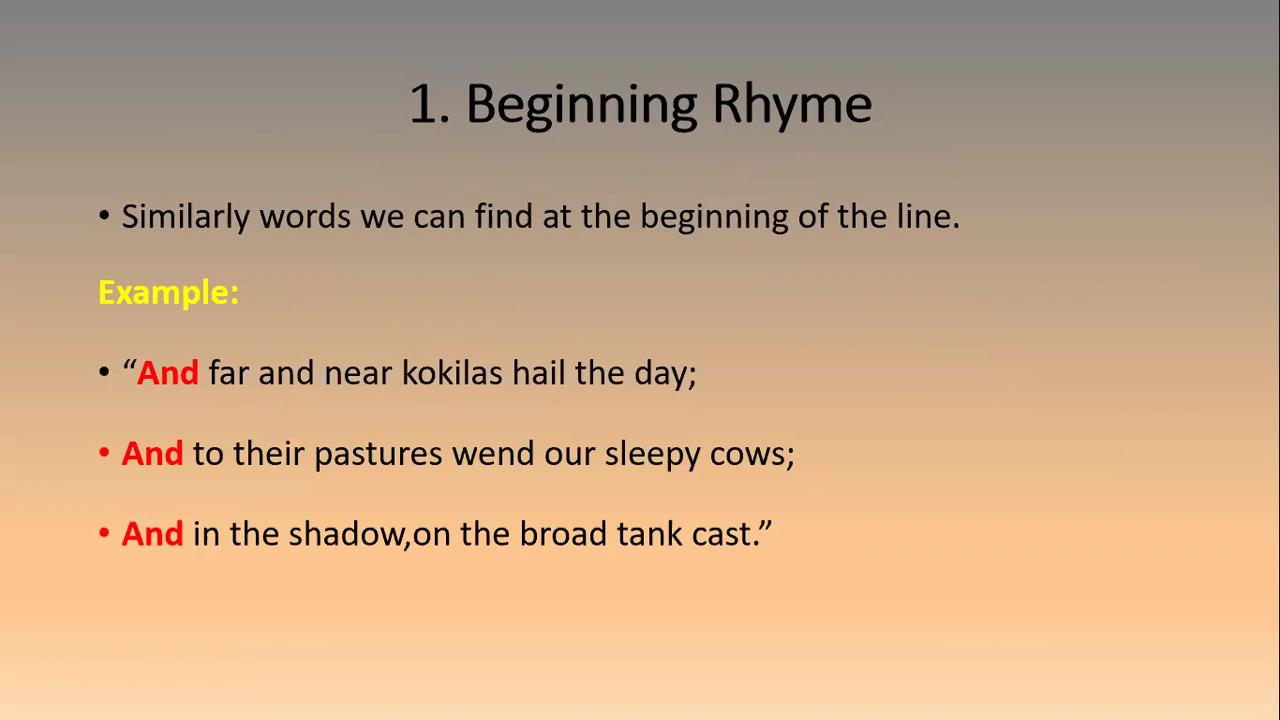 1. Beginning Rhyme
• Similarly words we can find at the beginning of the line.
Example:
• “And far and near kokilas hail the day;
• And to their pastures wend our sleepy cows;
• And in the shadow,on the broad tank cast.”